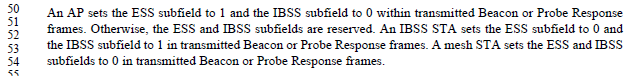 50 An AP sets the ESS subfield to 1 and the IBSS subfield to 0 within transmitted Beacon or Probe Response
51 frames. Otherwise, the ESS and IBSS subfields are reserved. An IBSS STA sets the ESS subfield to 0 and
52 the IBSS subfield to 1 in transmitted Beacon or Probe Response frames. A mesh STA sets the ESS and IBSS
53 subfields to 0 in transmitted Beacon or Probe Response frames.
54
55